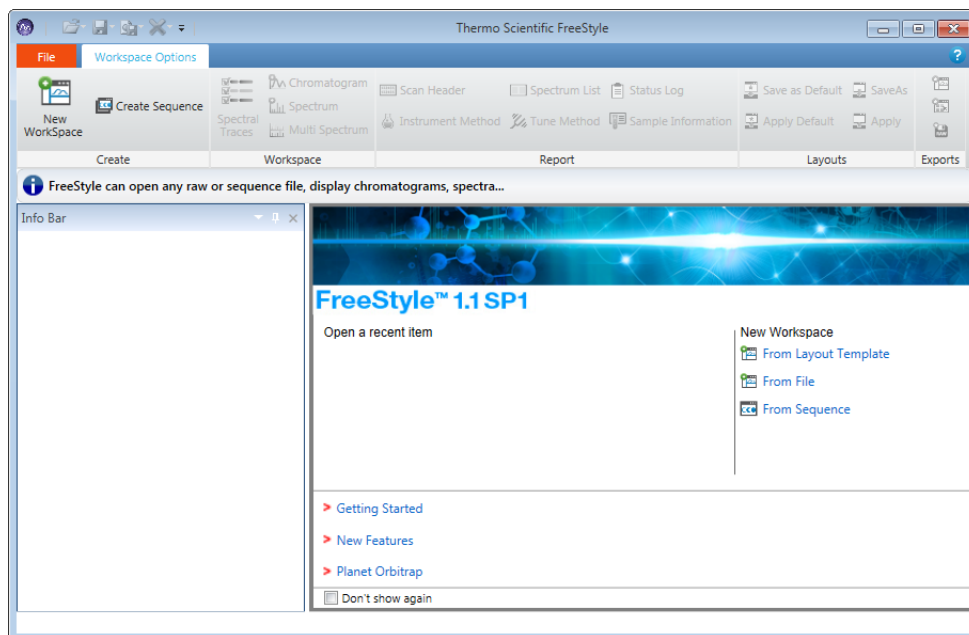 Thermo Scientific FreeStyle
File Workspace Options
New WorkSpace
Create Sequence
Create
Spectral Traces
Chromatogram
Spectrum
Multi Spectrum
Workspace
Scan Header Spectrum List Status Log
Instrument Method Tune Method Sample Information
Report
Save as Default SaveAs
Apply Default Apply
Layouts
Exports
FreeStyle can open any raw or sequence file, display chromatograms, spectra...
Info Bar
FreeStyle™ 1.1 SP1
Open a recent item
New Workspace
From Layout Template
From File
From Sequence
> Getting Started
> New Features
> Planet Orbitrap
Don't show again